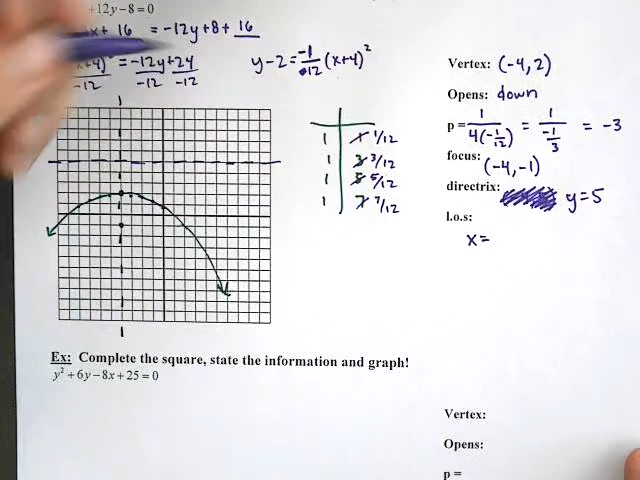 +12y−8=0
x+ 16 = -12y+8+ 16
x+4)² = -12y+24
-12 -12 -12
y-2 = -1/12 (x+4)²
Vertex: (-4,2)
Opens: down
p = 1/4(-1/12) = 1/-1/3 = -3
focus: (-4,-1)
directrix: y=5
l.o.s:
x=
1 1/12
1 3/12
1 5/12
1 7/12
Ex: Complete the square, state the information and graph!
y²+6y−8x+25=0
Vertex:
Opens:
p =